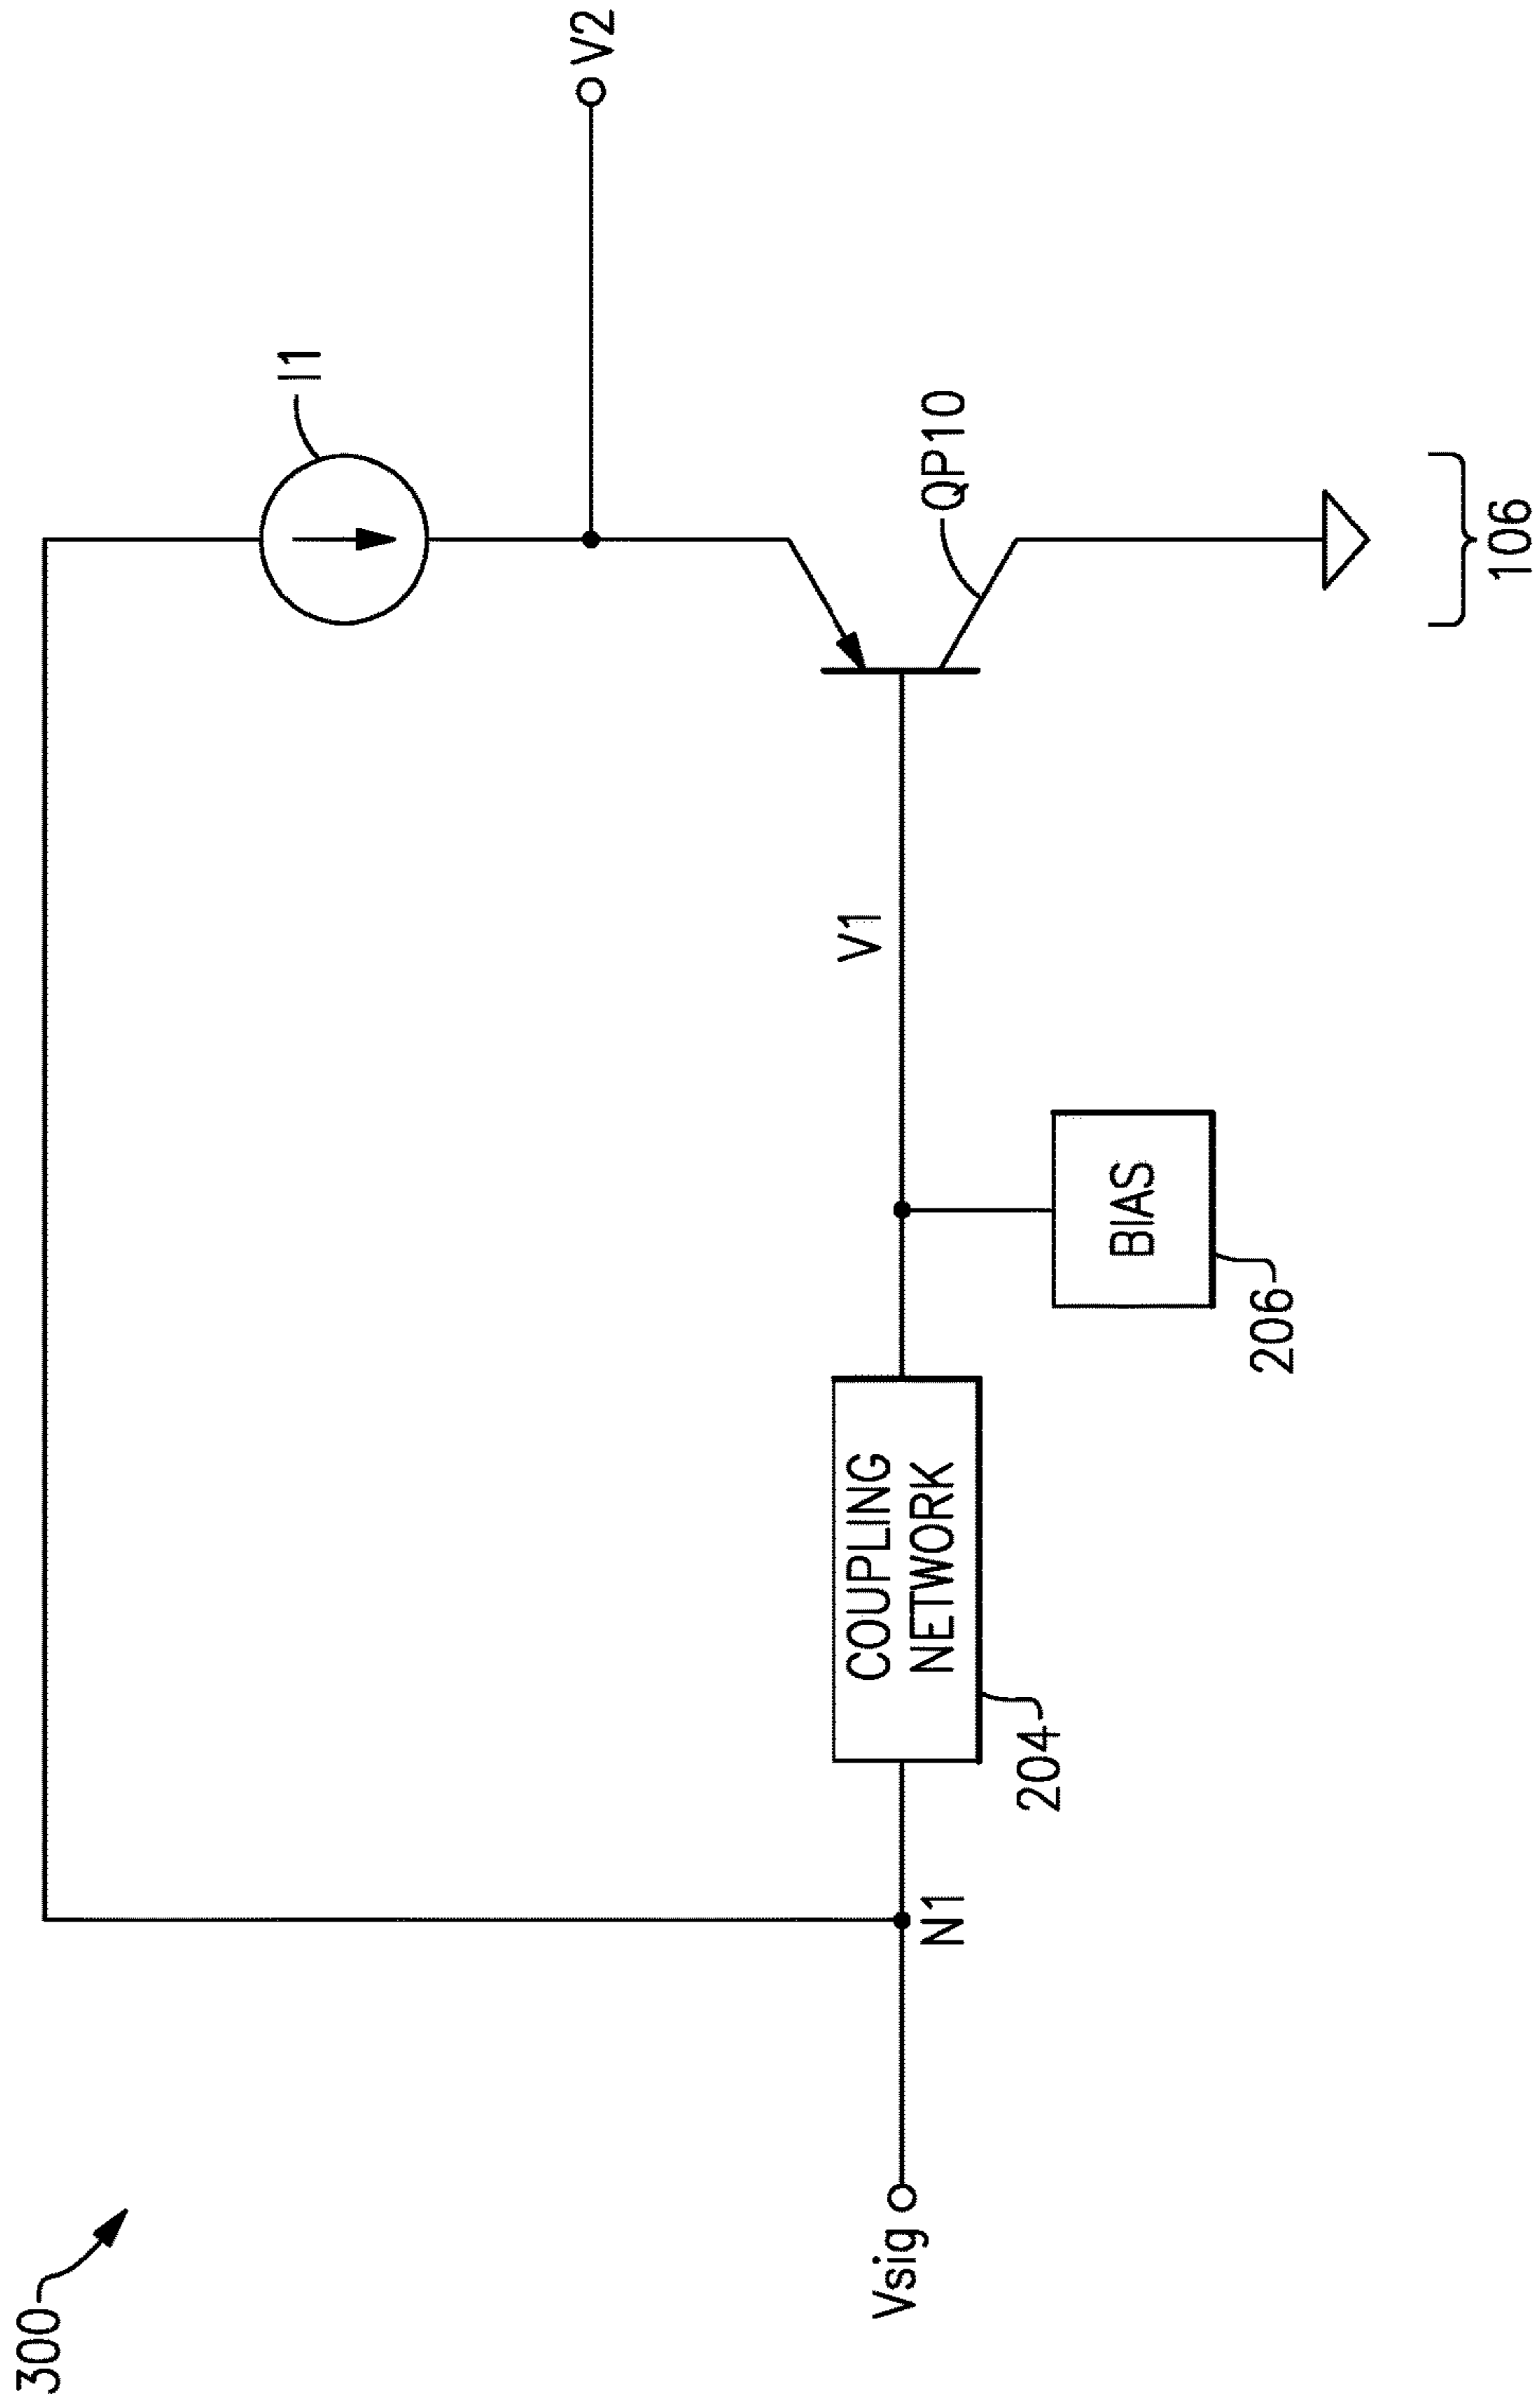 300
I1
V2
Vsig
N1
COUPLING
NETWORK
204
V1
BIAS
206
QP10
106